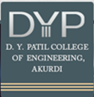 DYP
D. Y. PATIL COLLEGE
OF ENGINEERING,
AKURDI